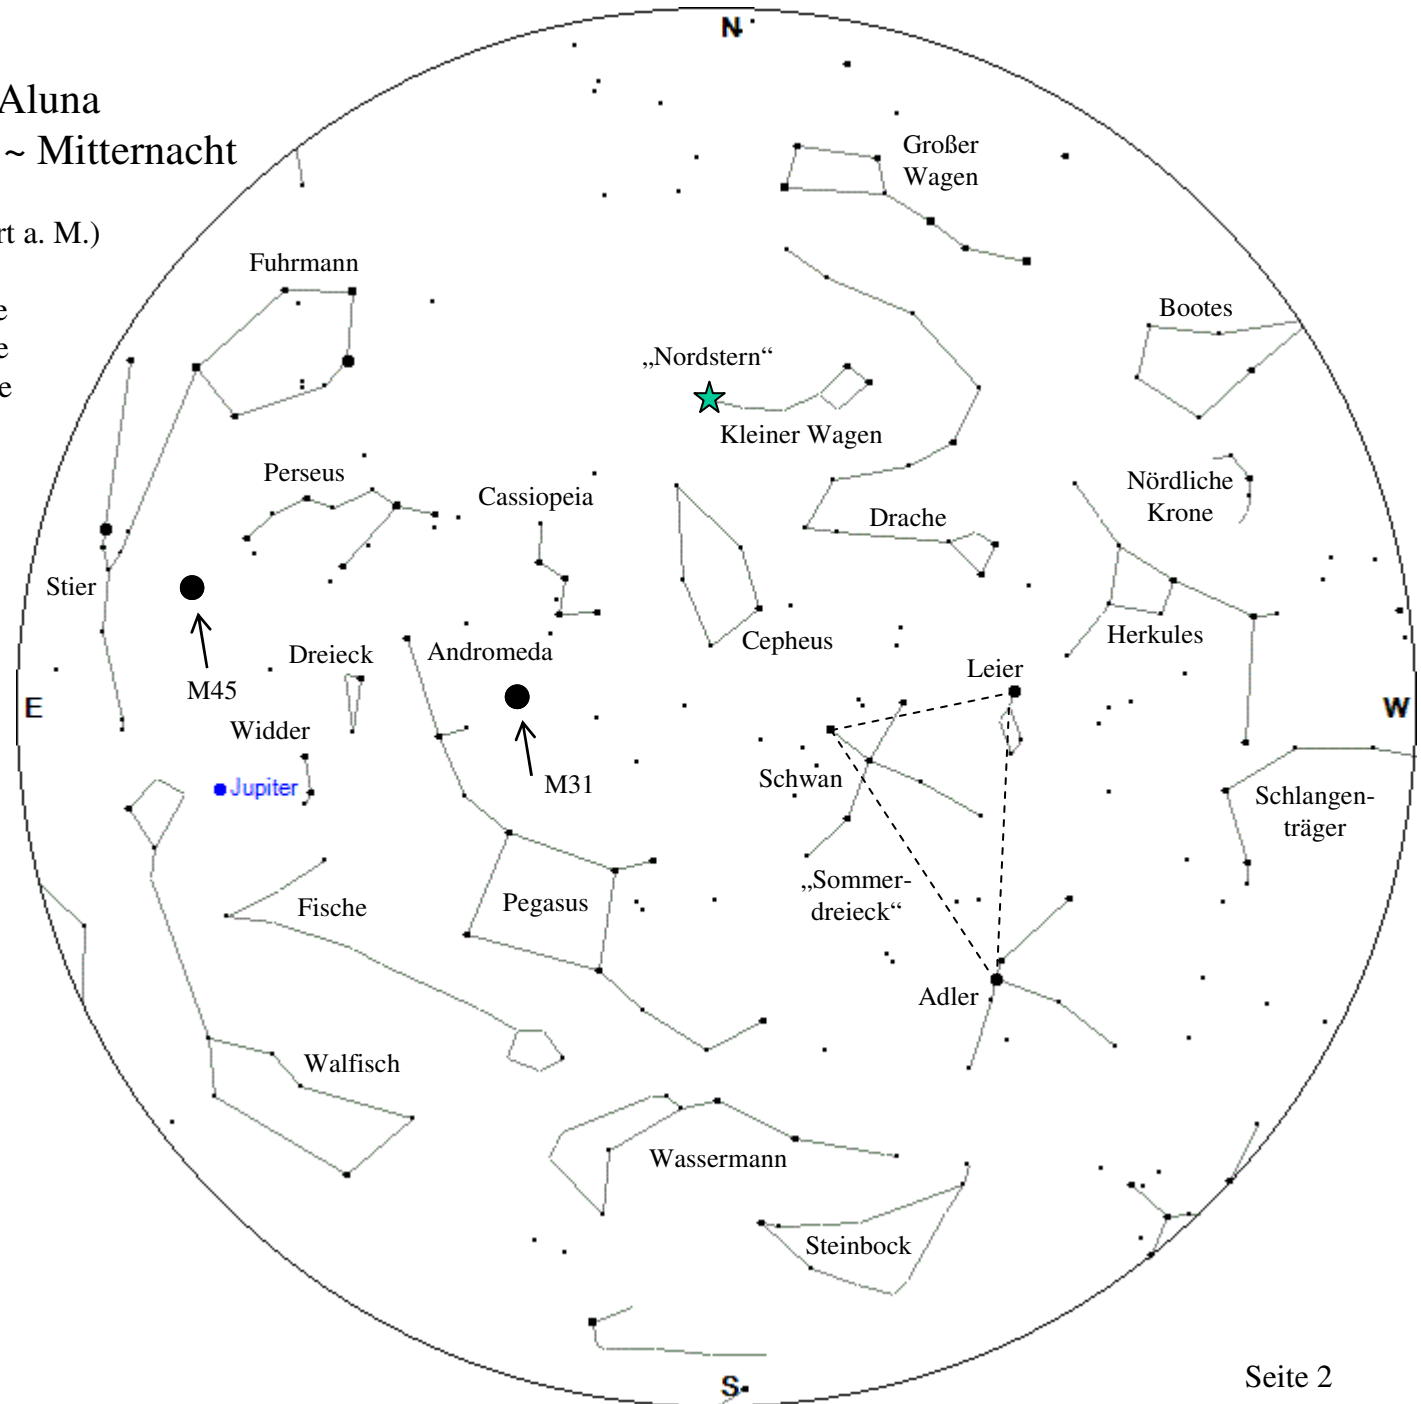 N
Aluna
~ Mitternacht
rt a. M.)
e
e
e
Großer
Wagen
Fuhrmann
Bootes
„Nordstern“
Kleiner Wagen
Perseus
Cassiopeia
Nördliche
Krone
Drache
Stier
M45
Dreieck
Andromeda
Cepheus
Herkules
Leier
E
W
Widder
Jupiter
M31
Schwan
Schlangen-
träger
„Sommer-
dreieck“
Fische
Pegasus
Adler
Walfisch
Wassermann
Steinbock
S
Seite 2